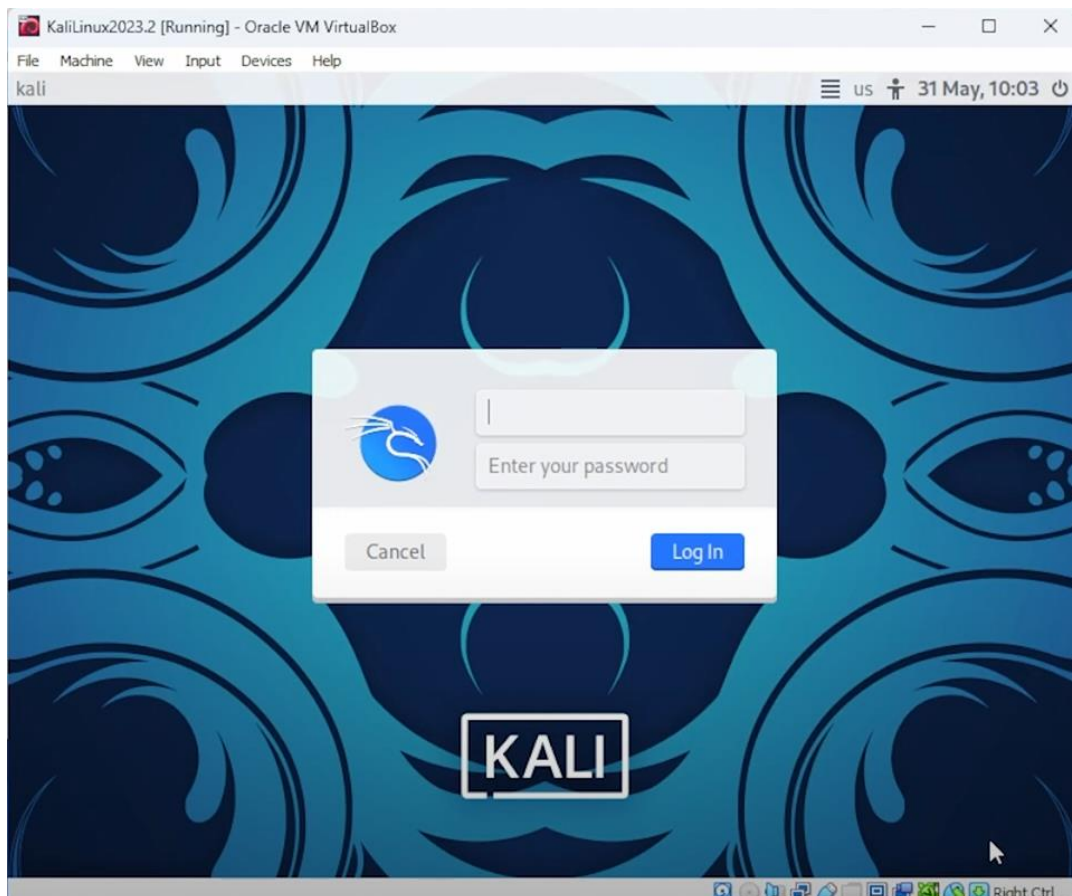 KaliLinux2023.2 [Running] - Oracle VM VirtualBox
File Machine View Input Devices Help
kali us 31 May, 10:03
Enter your password
Cancel Log In
KALI
Right Ctrl